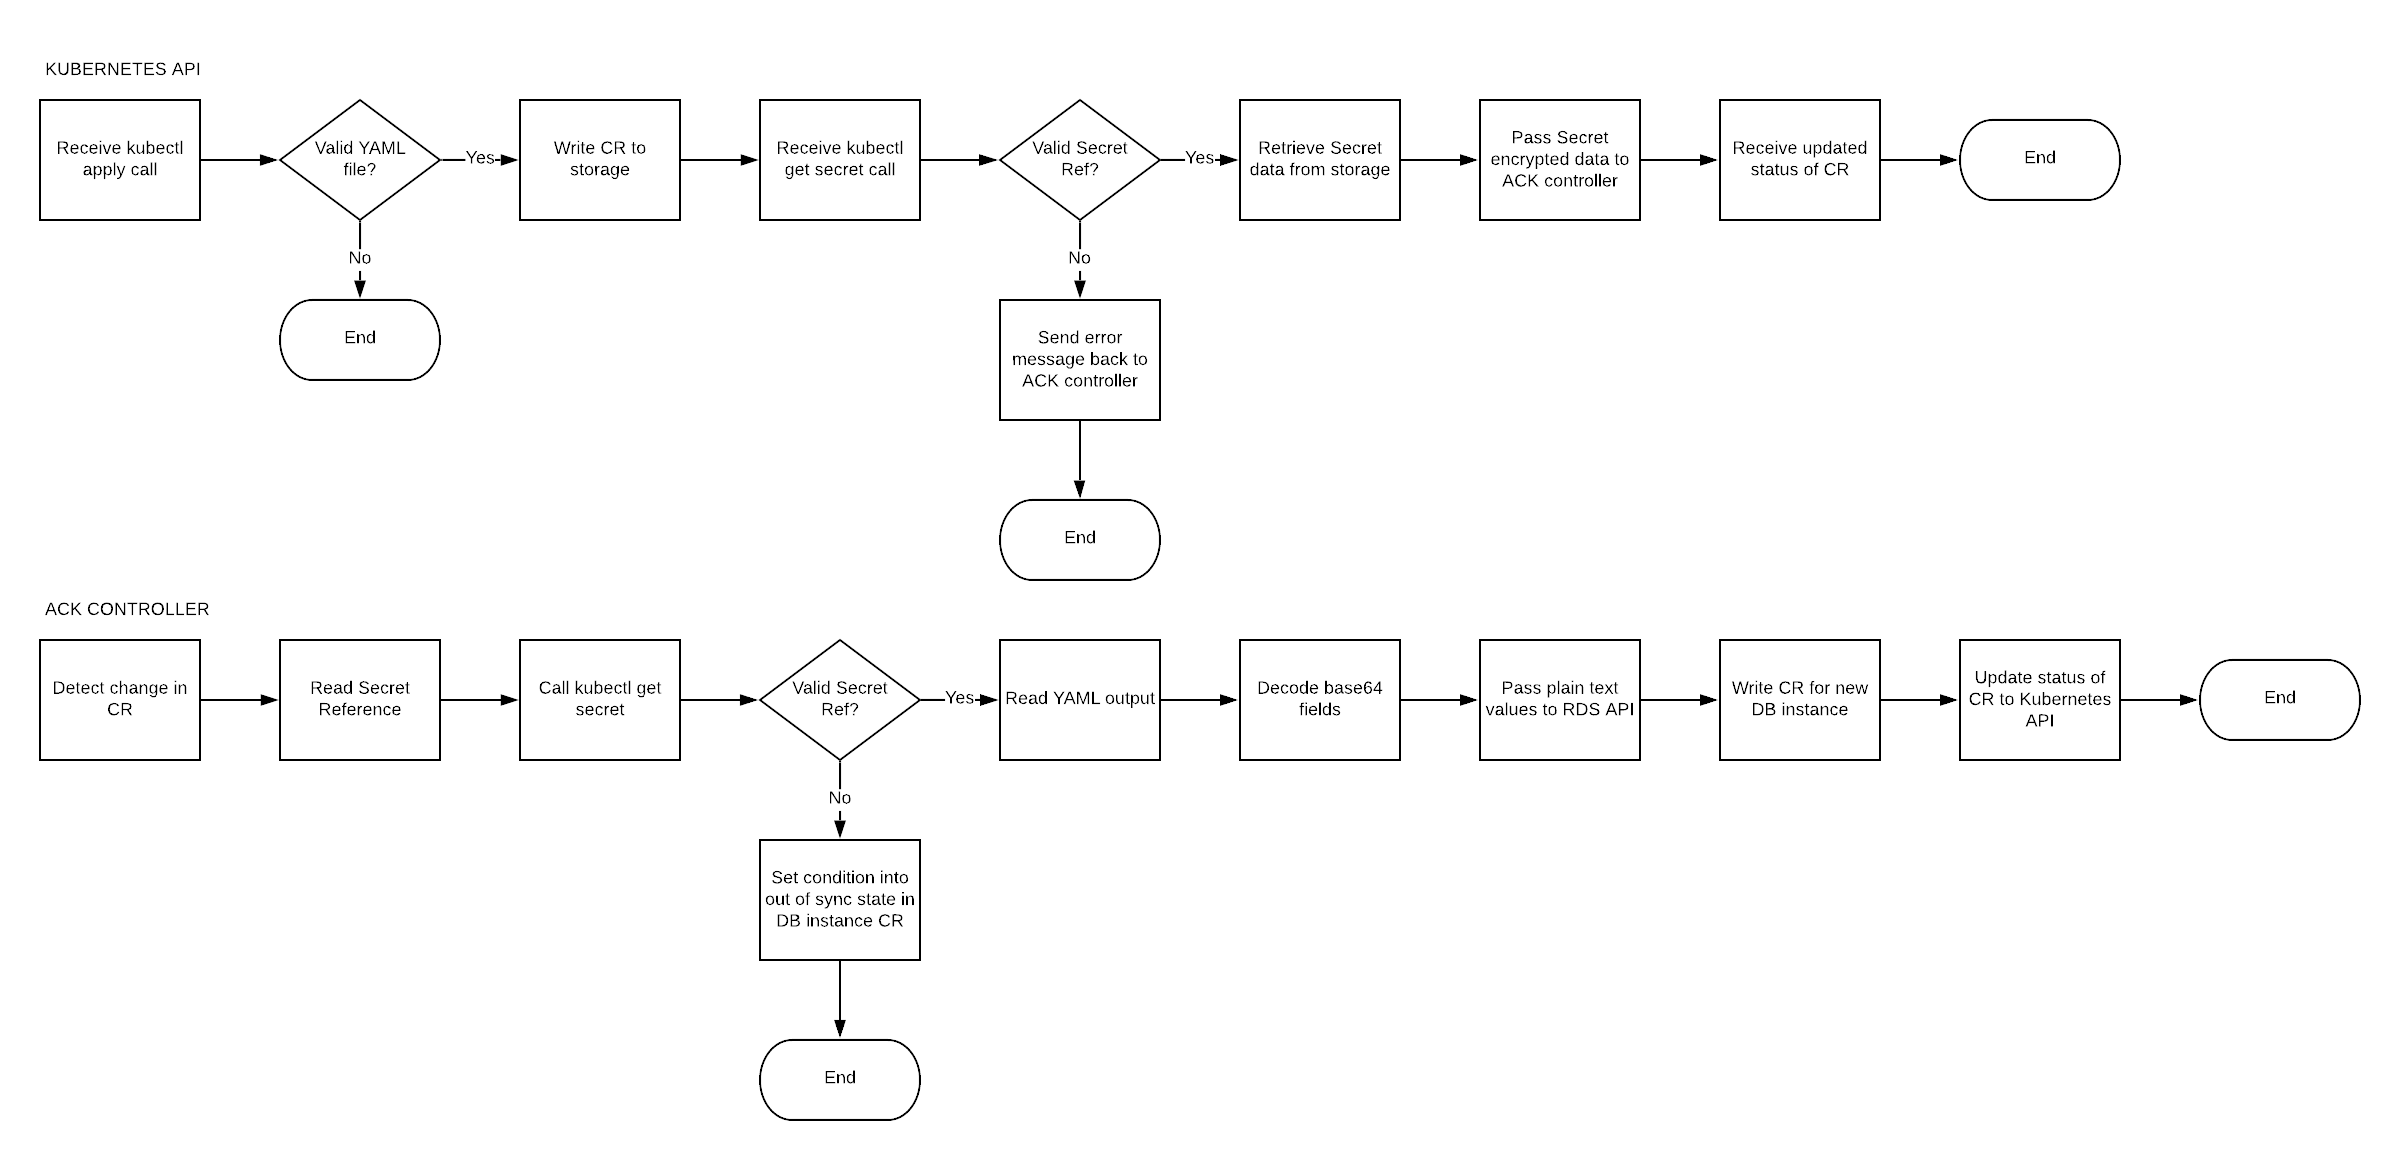 KUBERNETES API
Receive kubectl
apply call
Valid YAML
file?
Yes
Write CR to
storage
Receive kubectl
get secret call
Valid Secret
Ref?
Yes
Retrieve Secret
data from storage
Pass Secret
encrypted data to
ACK controller
Receive updated
status of CR
End
No
End
No
Send error
message back to
ACK controller
End
ACK CONTROLLER
Detect change in
CR
Read Secret
Reference
Call kubectl get
secret
Valid Secret
Ref?
Yes
Read YAML output
Decode base64
fields
Pass plain text
values to RDS API
Write CR for new
DB instance
Update status of
CR to Kubernetes
API
End
No
Set condition into
out of sync state in
DB instance CR
End